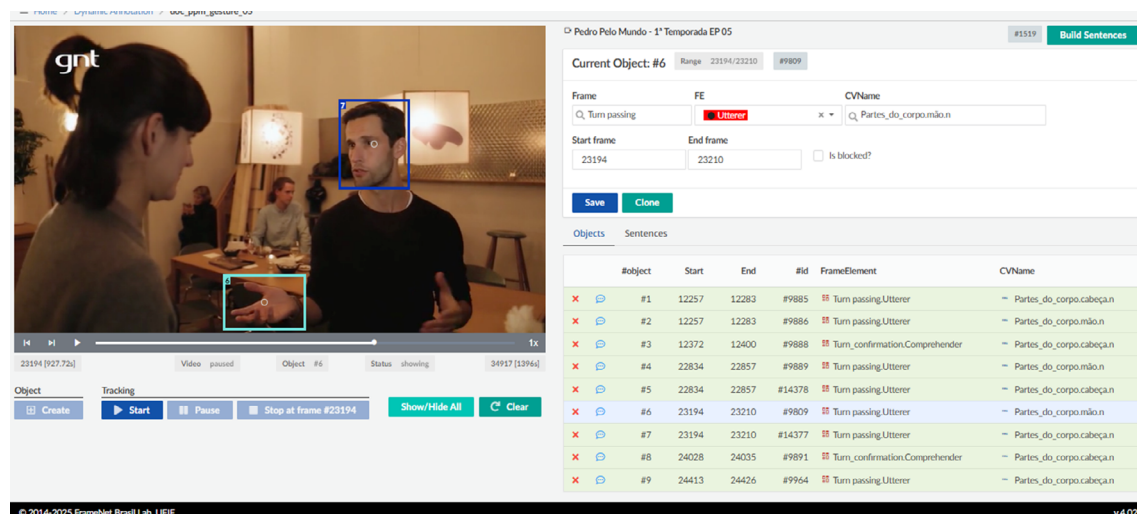 Home > Dynamic Annotation > doc_ppm_gesture_05
gnt
7
6
23194 [927.72s]
Video paused
Object #6
Status showing
34917 [1396s]
1x
Object
Create
Tracking
Start
Pause
Stop at frame #23194
Show/Hide All
Clear
Pedro Pelo Mundo - 1ª Temporada EP 05
#1519
Build Sentences
Current Object: #6
Range 23194/23210
#9809
Frame
FE
CVName
Turn passing
Utterer
Partes_do_corpo.mão.n
Start frame
End frame
23194
23210
Is blocked?
Save
Clone
Objects
Sentences
#object Start End #id FrameElement CVName
#1 12257 12283 #9885 Turn passing.Utterer Partes_do_corpo.cabeça.n
#2 12257 12283 #9886 Turn passing.Utterer Partes_do_corpo.mão.n
#3 12372 12400 #9888 Turn_confirmation.Comprehender Partes_do_corpo.cabeça.n
#4 22834 22857 #9889 Turn passing.Utterer Partes_do_corpo.mão.n
#5 22834 22857 #14378 Turn passing.Utterer Partes_do_corpo.cabeça.n
#6 23194 23210 #9809 Turn passing.Utterer Partes_do_corpo.mão.n
#7 23194 23210 #14377 Turn passing.Utterer Partes_do_corpo.cabeça.n
#8 24028 24035 #9891 Turn_confirmation.Comprehender Partes_do_corpo.cabeça.n
#9 24413 24426 #9964 Turn passing.Utterer Partes_do_corpo.cabeça.n
© 2014-2025 FrameNet Brasil Lab, UFJF